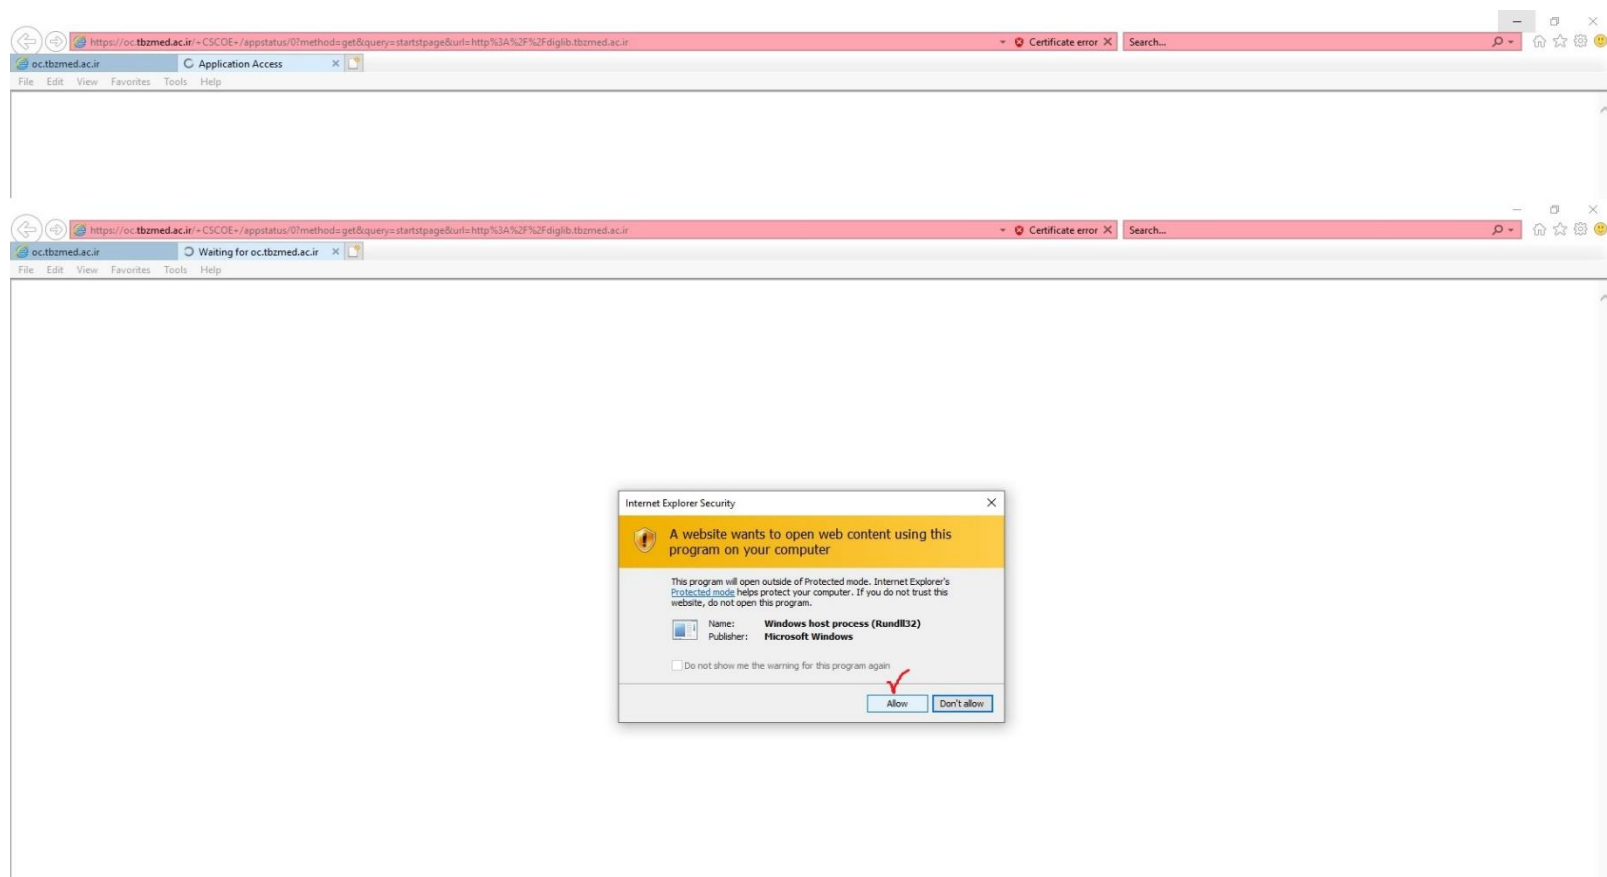 https://oc.tbzmed.ac.ir/+CSCOE+/appstatus/0?method=get&query=startstpage&url=http%3A%2F%2Fdiglib.tbzmed.ac.ir Certificate error Search...
oc.tbzmed.ac.ir Application Access
File Edit View Favorites Tools Help
https://oc.tbzmed.ac.ir/+CSCOE+/appstatus/0?method=get&query=startstpage&url=http%3A%2F%2Fdiglib.tbzmed.ac.ir Certificate error Search...
oc.tbzmed.ac.ir Waiting for oc.tbzmed.ac.ir
File Edit View Favorites Tools Help
Internet Explorer Security
A website wants to open web content using this
program on your computer
This program will open outside of Protected mode. Internet Explorer's
Protected mode helps protect your computer. If you do not trust this
website, do not open this program.
Name: Windows host process (Rundll32)
Publisher: Microsoft Windows
Do not show me the warning for this program again
Allow Don't allow